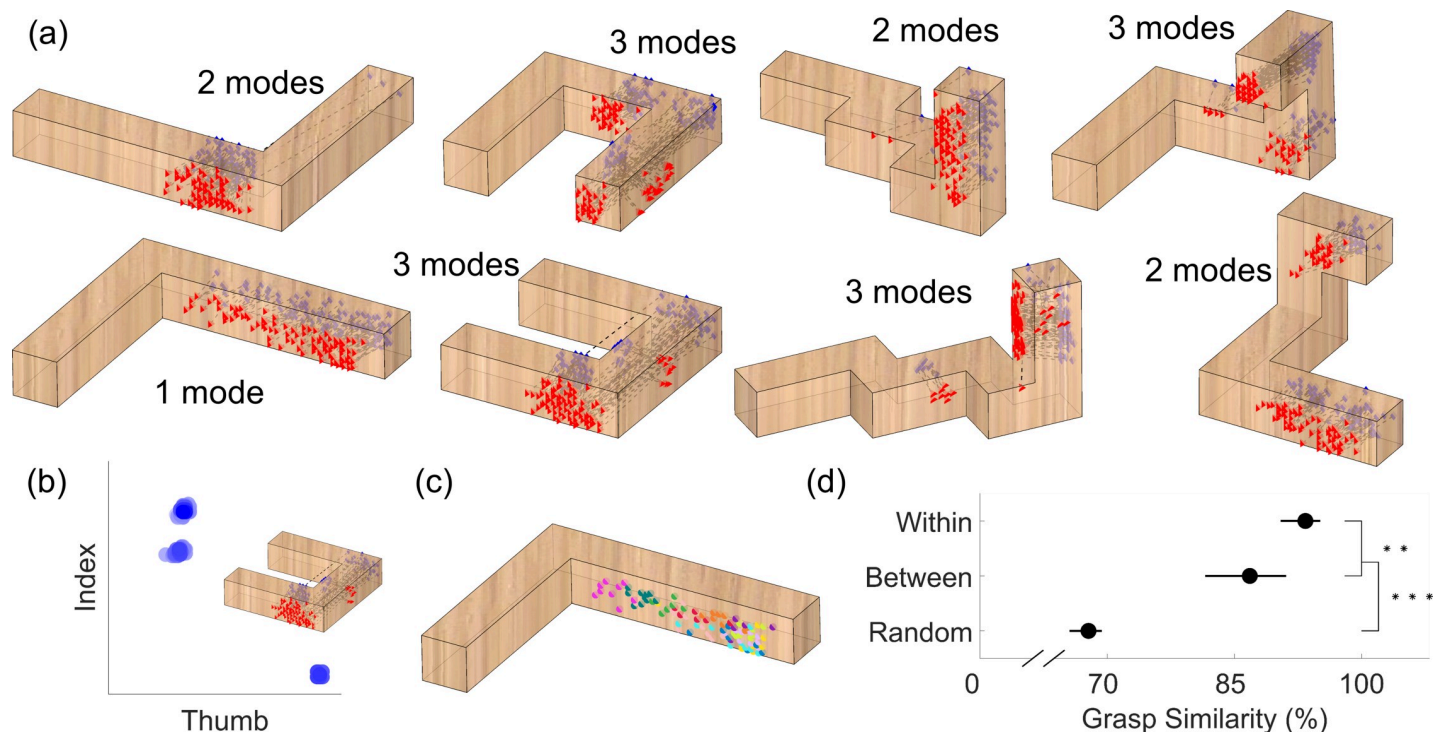 (a)
2 modes
3 modes
2 modes
3 modes
1 mode
3 modes
3 modes
2 modes
(b)
Index
Thumb
(c)
(d)
Within
Between
Random
* *
* * *
0 70 85 100
Grasp Similarity (%)